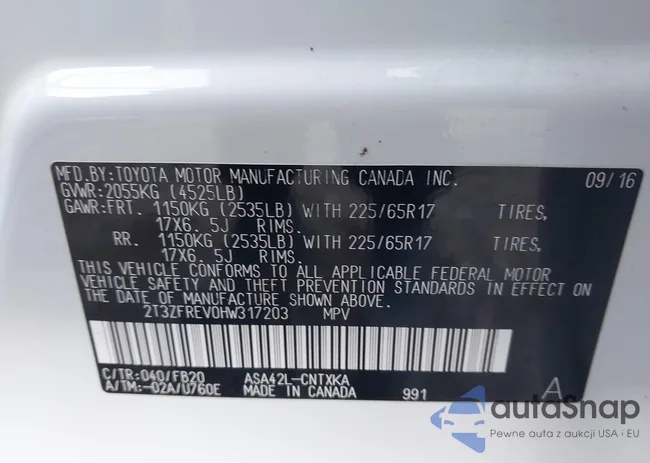 MFD.BY:TOYOTA MOTOR MANUFACTURING CANADA INC. 09/16
GVWR:2055KG (4525LB)
GAWR:FRT. 1150KG (2535LB) WITH 225/65R17 TIRES,
17X6.5J RIMS.
RR. 1150KG (2535LB) WITH 225/65R17 TIRES,
17X6.5J RIMS.
THIS VEHICLE CONFORMS TO ALL APPLICABLE FEDERAL MOTOR
VEHICLE SAFETY AND THEFT PREVENTION STANDARDS IN EFFECT ON
THE DATE OF MANUFACTURE SHOWN ABOVE.
2T3ZFREV0HW317203 MPV
C/TR:040/FB20 ASA42L-CNTXKA
A/TM:-02A/U760E MADE IN CANADA 991 A
autoSnap
Pewne auta z aukcji USA i EU